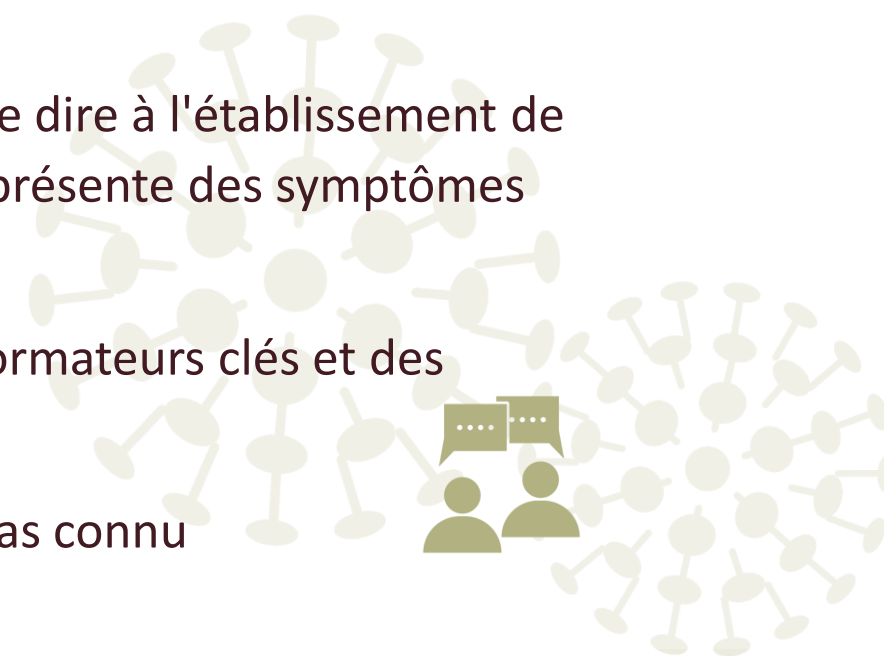 e dire à l'établissement de
présente des symptômes
ormateurs clés et des
as connu